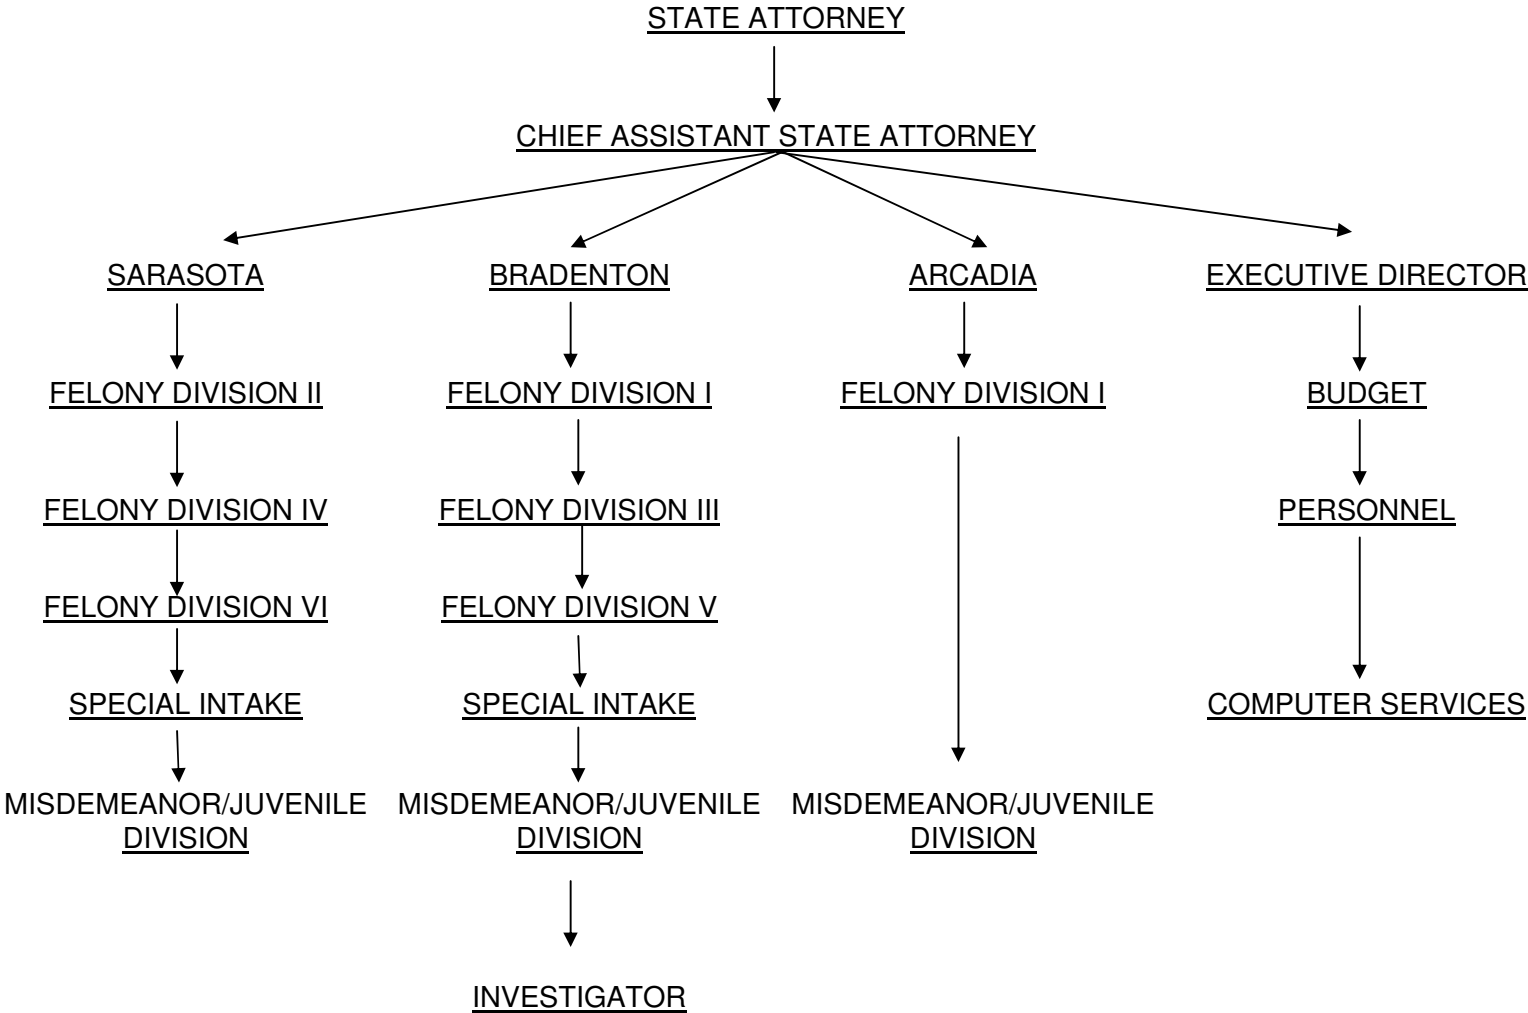 STATE ATTORNEY
CHIEF ASSISTANT STATE ATTORNEY
SARASOTA
BRADENTON
ARCADIA
EXECUTIVE DIRECTOR
FELONY DIVISION II
FELONY DIVISION I
FELONY DIVISION I
BUDGET
FELONY DIVISION IV
FELONY DIVISION III
PERSONNEL
FELONY DIVISION VI
FELONY DIVISION V
SPECIAL INTAKE
SPECIAL INTAKE
COMPUTER SERVICES
MISDEMEANOR/JUVENILE
DIVISION
MISDEMEANOR/JUVENILE
DIVISION
MISDEMEANOR/JUVENILE
DIVISION
INVESTIGATOR